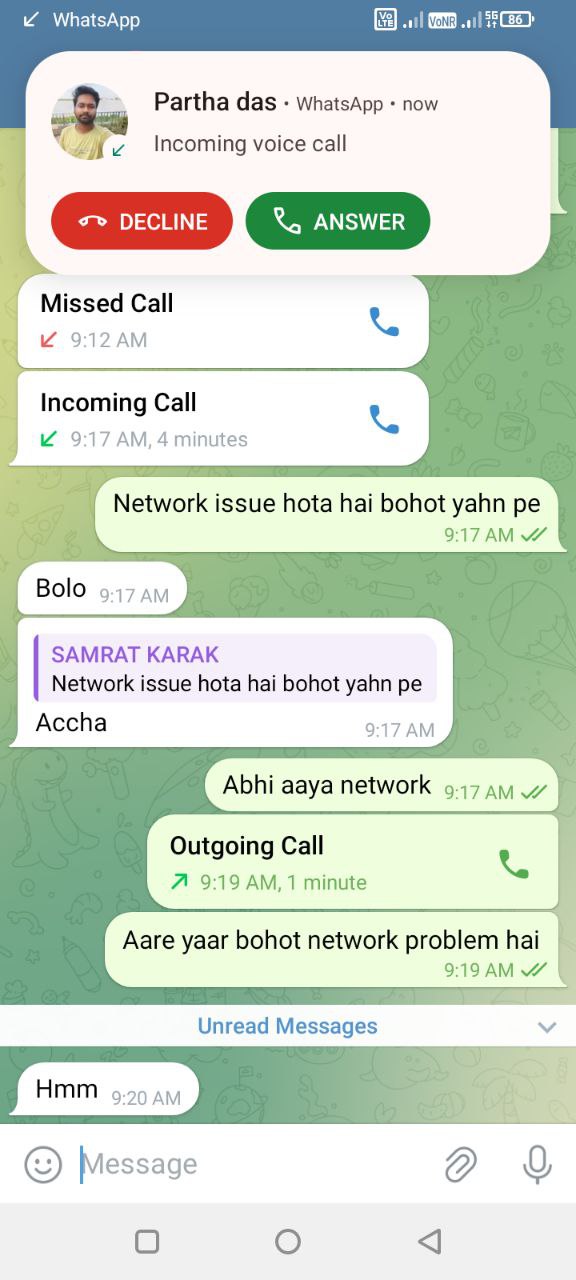 WhatsApp
Vo LTE VoNR 86
Partha das • WhatsApp • now
Incoming voice call
DECLINE ANSWER
Missed Call
9:12 AM
Incoming Call
9:17 AM, 4 minutes
Network issue hota hai bohot yahn pe
9:17 AM
Bolo 9:17 AM
SAMRAT KARAK
Network issue hota hai bohot yahn pe
Accha 9:17 AM
Abhi aaya network 9:17 AM
Outgoing Call
9:19 AM, 1 minute
Aare yaar bohot network problem hai
9:19 AM
Unread Messages
Hmm 9:20 AM
Message